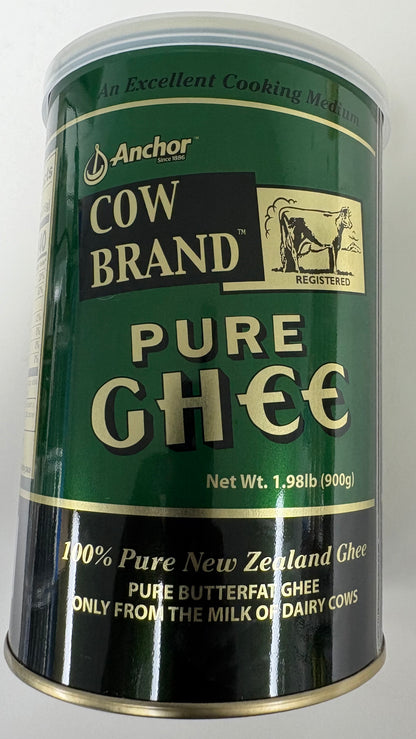 An Excellent Cooking Medium
Anchor™
Since 1886
COW
BRAND™
REGISTERED
PURE
GHEE
Net Wt. 1.98lb (900g)
100% Pure New Zealand Ghee
PURE BUTTERFAT GHEE
ONLY FROM THE MILK OF DAIRY COWS